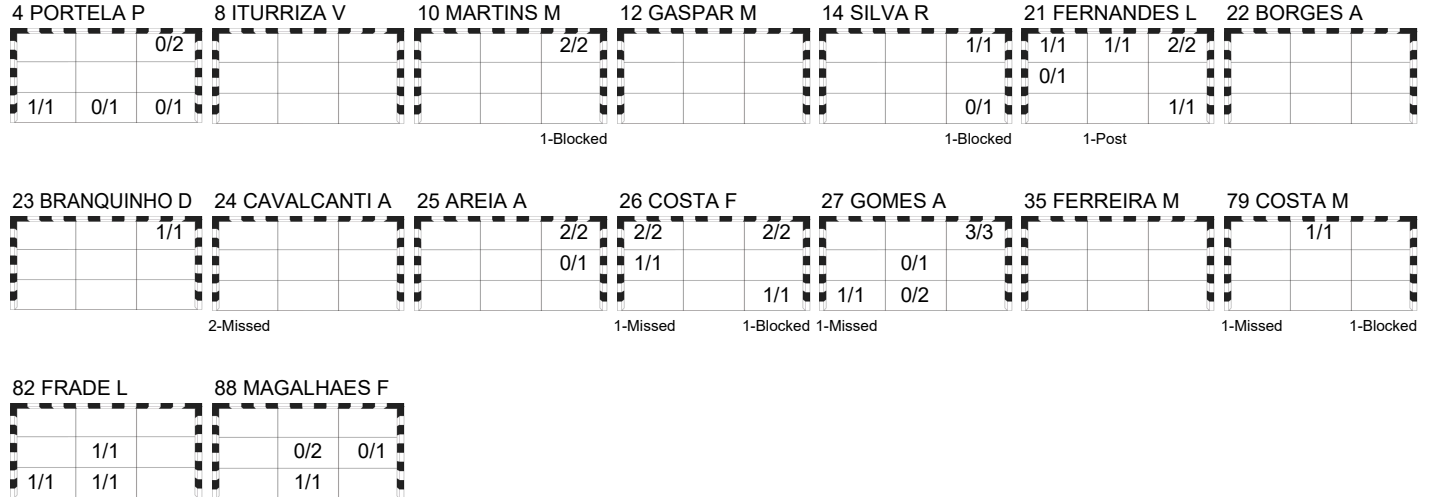 4 PORTELA P 8 ITURRIZA V 10 MARTINS M 12 GASPAR M 14 SILVA R 21 FERNANDES L 22 BORGES A
0/2 2/2 1/1 1/1 1/1 2/2
0/1
1/1 0/1 0/1 0/1 1/1
1-Blocked 1-Blocked 1-Post
23 BRANQUINHO D 24 CAVALCANTI A 25 AREIA A 26 COSTA F 27 GOMES A 35 FERREIRA M 79 COSTA M
1/1 2/2 2/2 2/2 3/3 1/1
0/1 1/1 0/1
1/1 1/1 0/2
2-Missed 1-Missed 1-Blocked 1-Missed 1-Missed 1-Blocked
82 FRADE L 88 MAGALHAES F
1/1 0/2 0/1
1/1 1/1 1/1